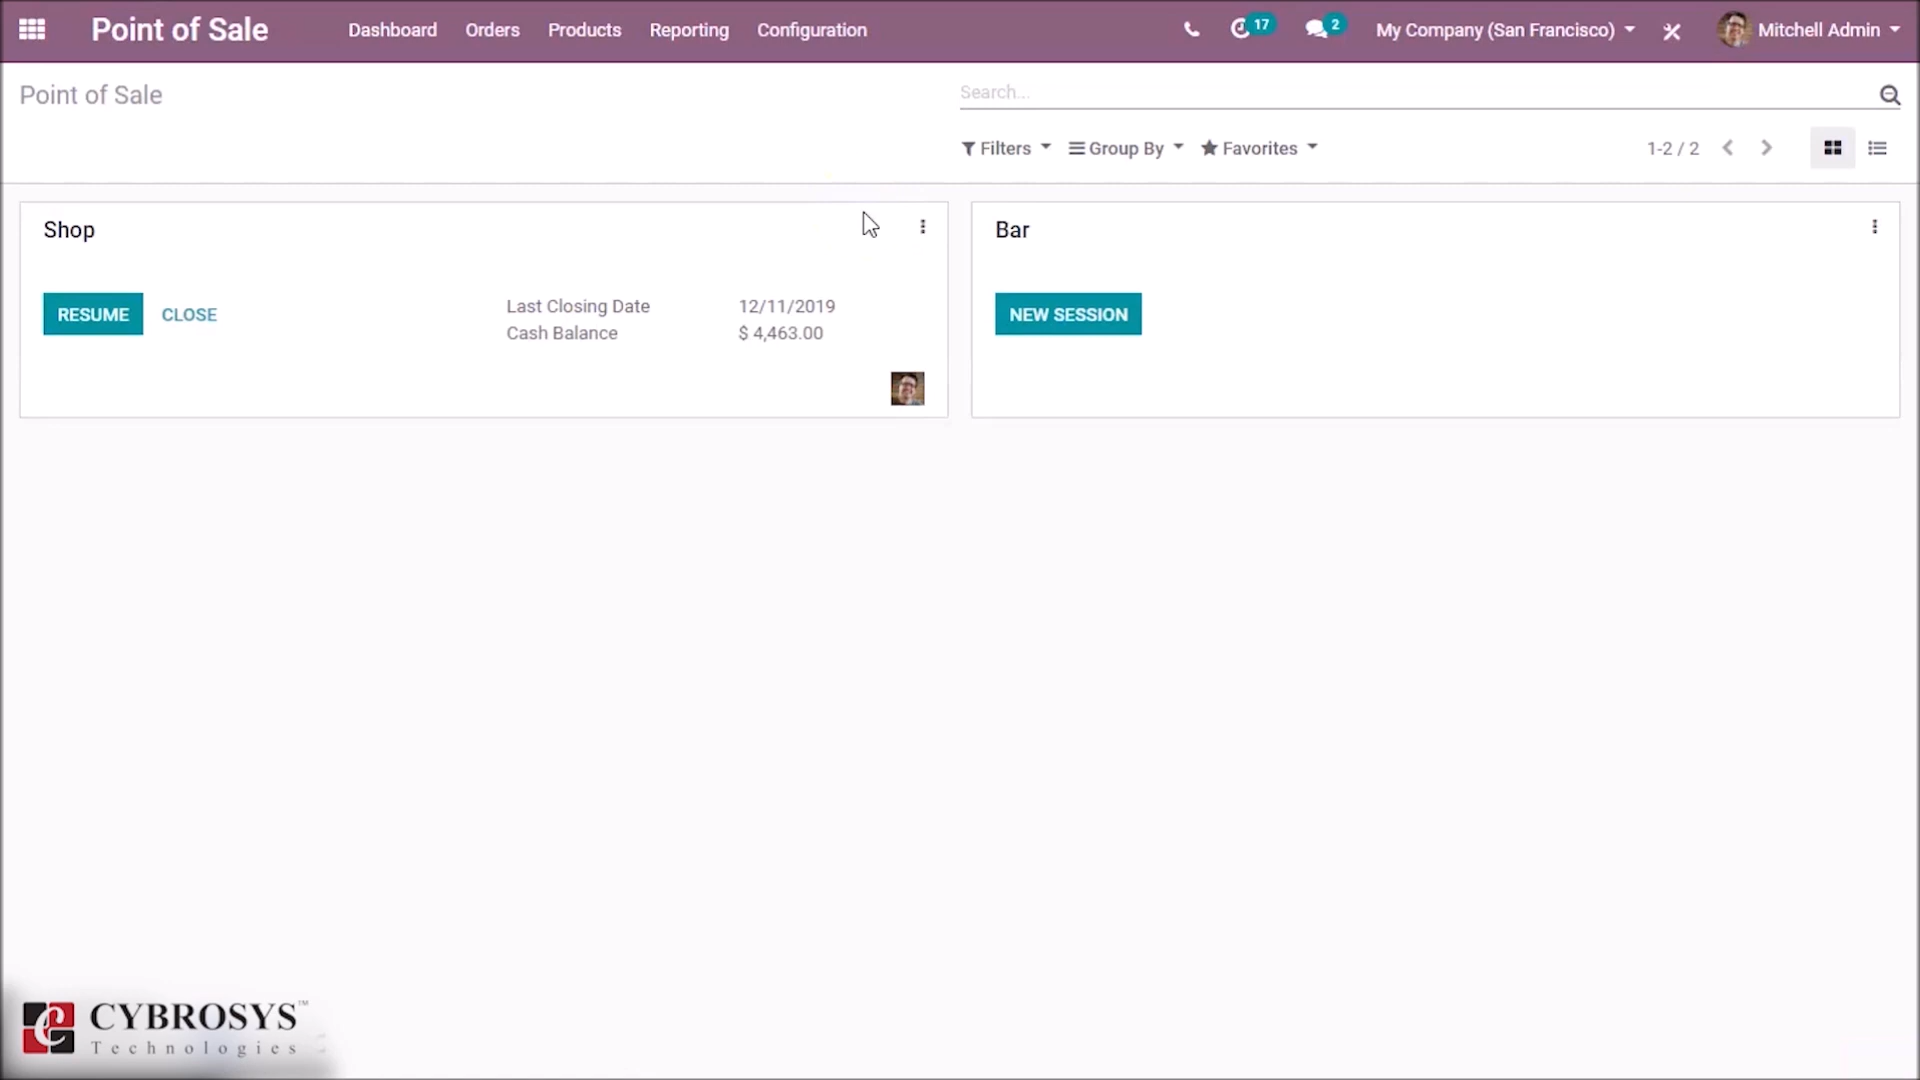 Point of Sale
Dashboard
Orders
Products
Reporting
Configuration
17
2
My Company (San Francisco)
Mitchell Admin
Point of Sale
Search...
Filters
Group By
Favorites
1-2 / 2
Shop
RESUME
CLOSE
Last Closing Date 12/11/2019
Cash Balance $ 4,463.00
Bar
NEW SESSION
CYBROSYS™
Technologies